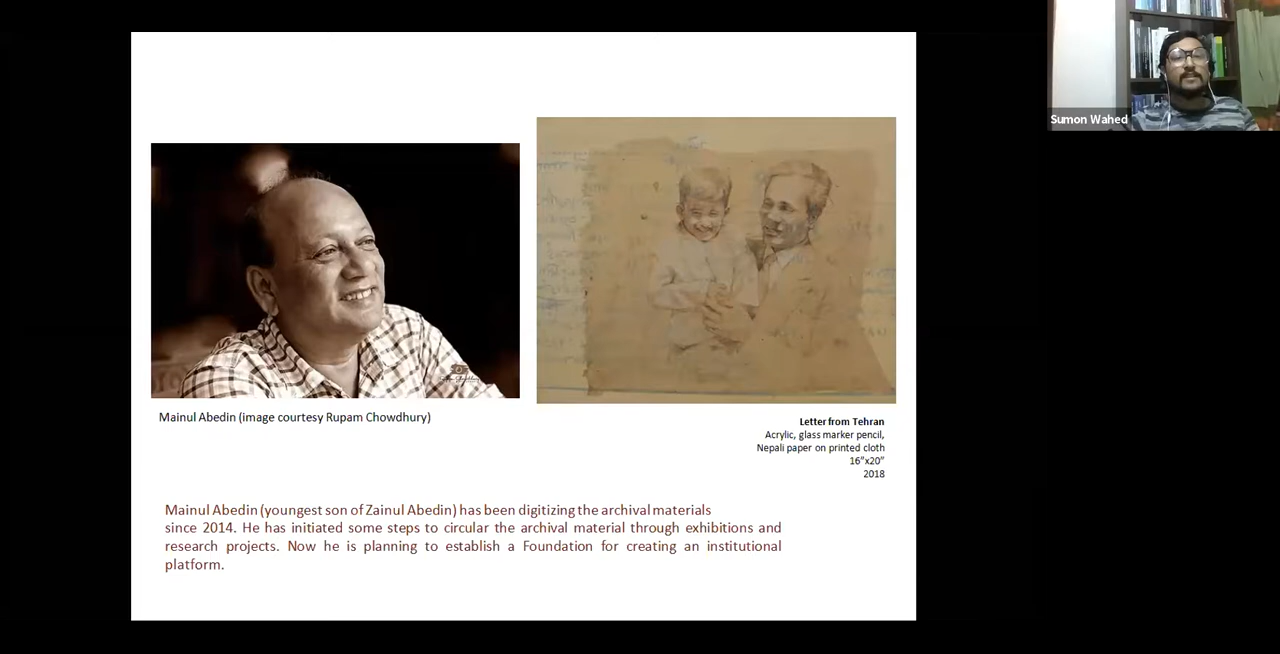 Sumon Wahed
Mainul Abedin (image courtesy Rupam Chowdhury)
Letter from Tehran
Acrylic, glass marker pencil,
Nepali paper on printed cloth
16”x20”
2018
Mainul Abedin (youngest son of Zainul Abedin) has been digitizing the archival materials
since 2014. He has initiated some steps to circular the archival material through exhibitions and
research projects. Now he is planning to establish a Foundation for creating an institutional
platform.